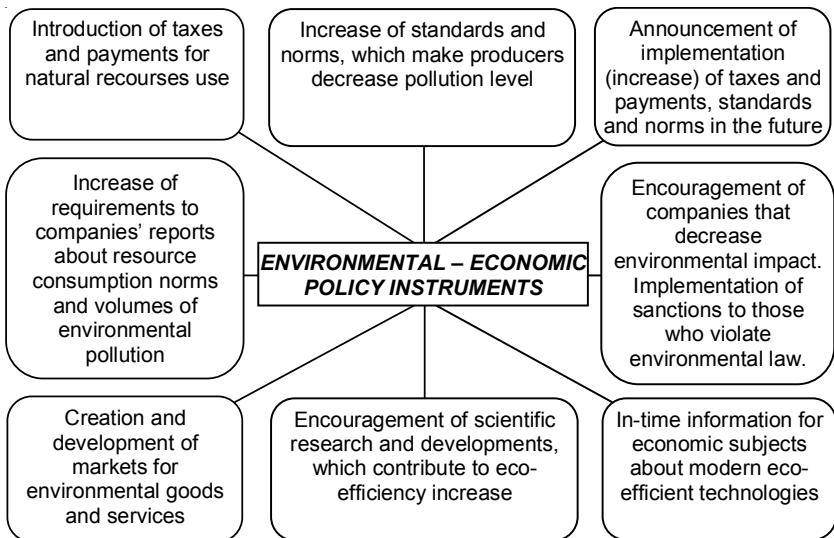 Introduction of taxes
and payments for
natural recourses use
Increase of standards and
norms, which make producers
decrease pollution level
Announcement of
implementation
(increase) of taxes and
payments, standards
and norms in the future
Increase of
requirements to
companies’ reports
about resource
consumption norms
and volumes of
environmental
pollution
ENVIRONMENTAL – ECONOMIC
POLICY INSTRUMENTS
Encouragement of
companies that
decrease
environmental impact.
Implementation of
sanctions to those
who violate
environmental law.
Creation and
development of
markets for
environmental goods
and services
Encouragement of scientific
research and developments,
which contribute to eco-
efficiency increase
In-time information for
economic subjects
about modern eco-
efficient technologies